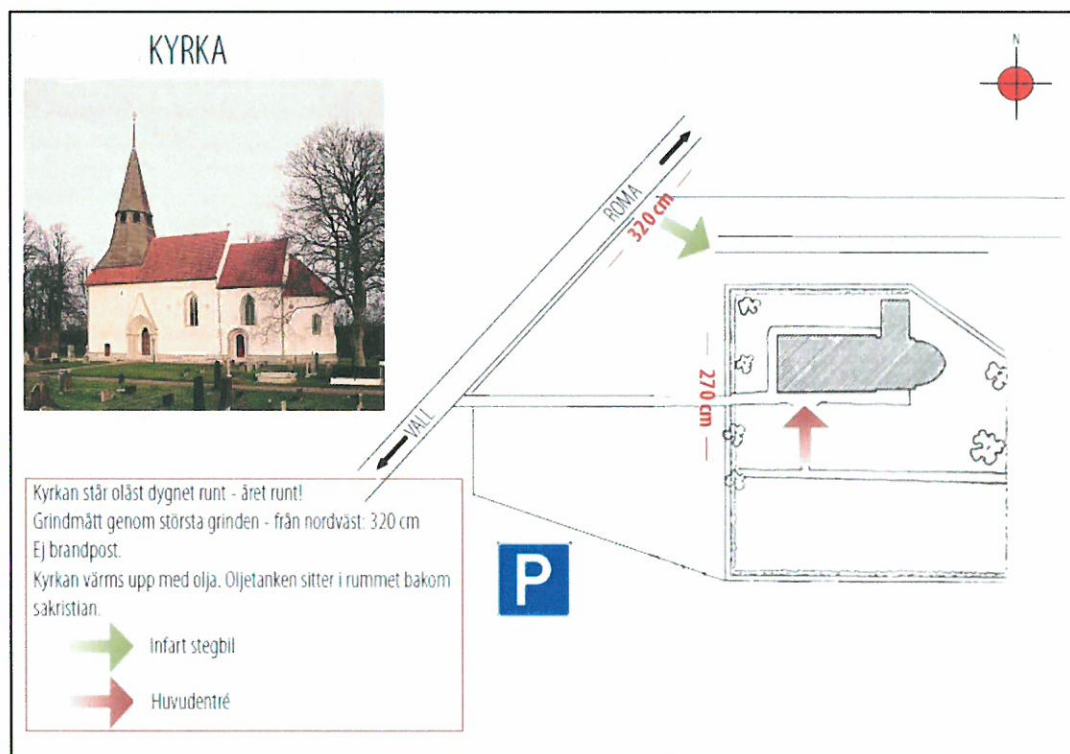 KYRKA
N
ROMA
320 cm
270 cm
VALL
Kyrkan står olåst dygnet runt - året runt!
Grindmått genom största grinden - från nordväst: 320 cm
Ej brandpost.
Kyrkan värms upp med olja. Oljetanken sitter i rummet bakom
sakristian.
P
Infart stegbil
Huvudentré